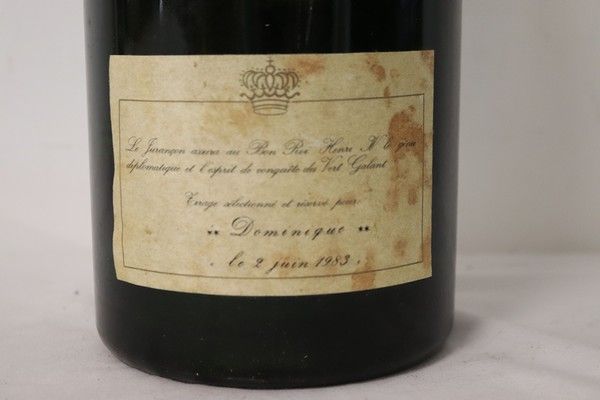 Le Jurançon assura au Bon Roi Henri IV le génie
diplomatique et l'esprit de conquête du Vert Galant
Tirage sélectionné et réservé pour
** Dominique **
. le 2 juin 1983 .